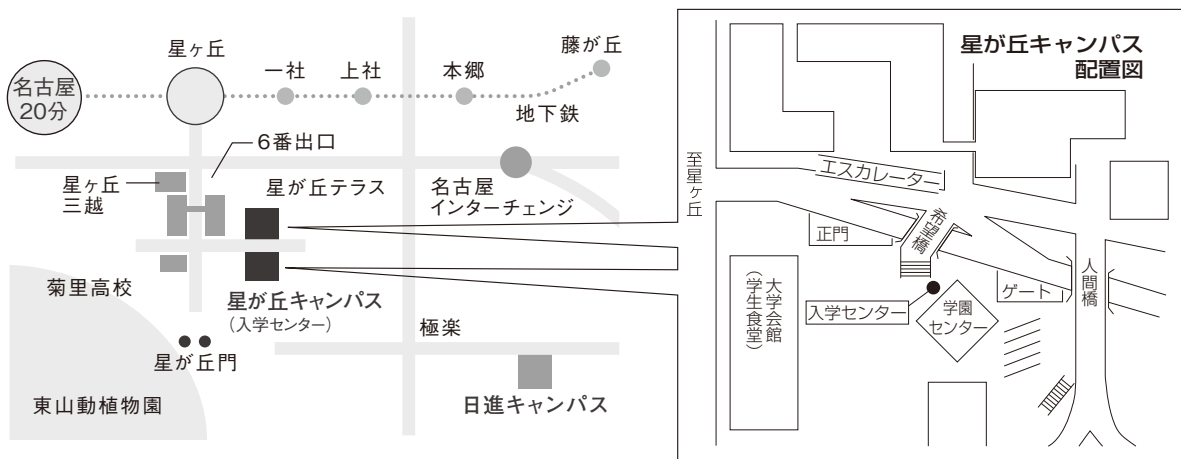 星ヶ丘
藤が丘
一社
上社
本郷
名古屋
20分
地下鉄
6番出口
星ヶ丘
三越
星が丘テラス
名古屋
インターチェンジ
菊里高校
星が丘キャンパス
(入学センター)
極楽
星が丘門
東山動植物園
日進キャンパス
星が丘キャンパス
配置図
至星ヶ丘
エスカレーター
希望橋
正門
人間橋
ゲート
大学会館
(学生食堂)
入学センター
学園
センター